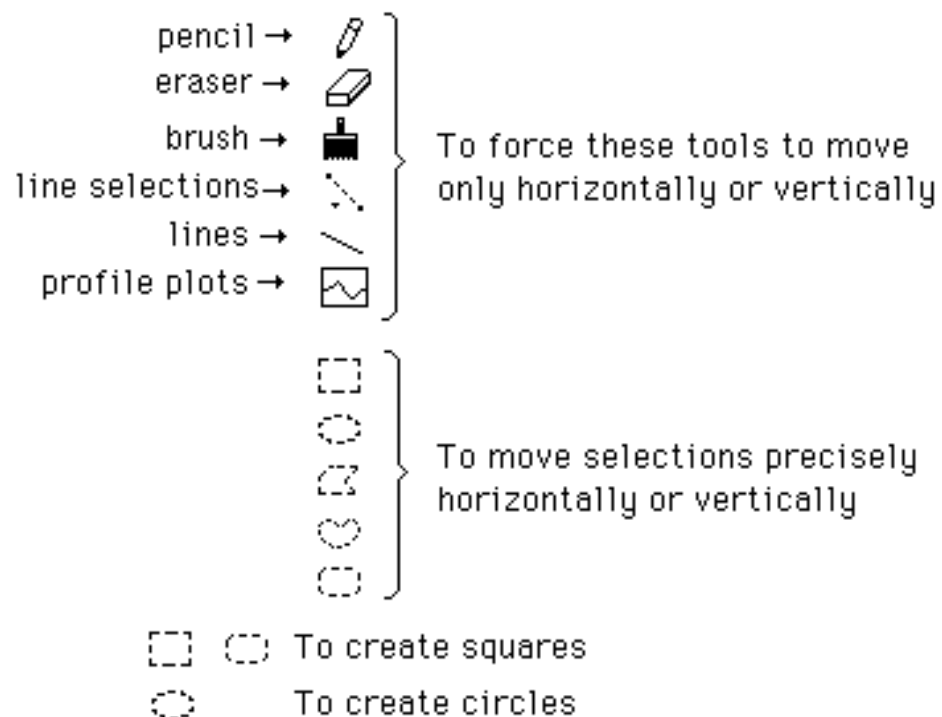 pencil →
eraser →
brush →
line selections→
lines →
profile plots →
To force these tools to move
only horizontally or vertically
To move selections precisely
horizontally or vertically
To create squares
To create circles